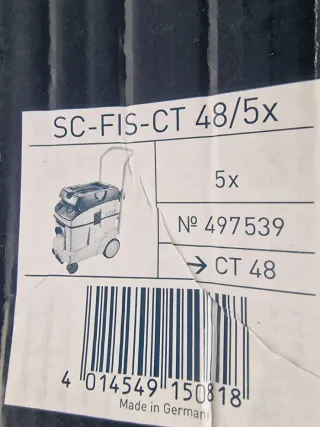 SC-FIS-CT 48/5x
5x
№ 497539
→ CT 48
4 014549 150818
Made in Germany